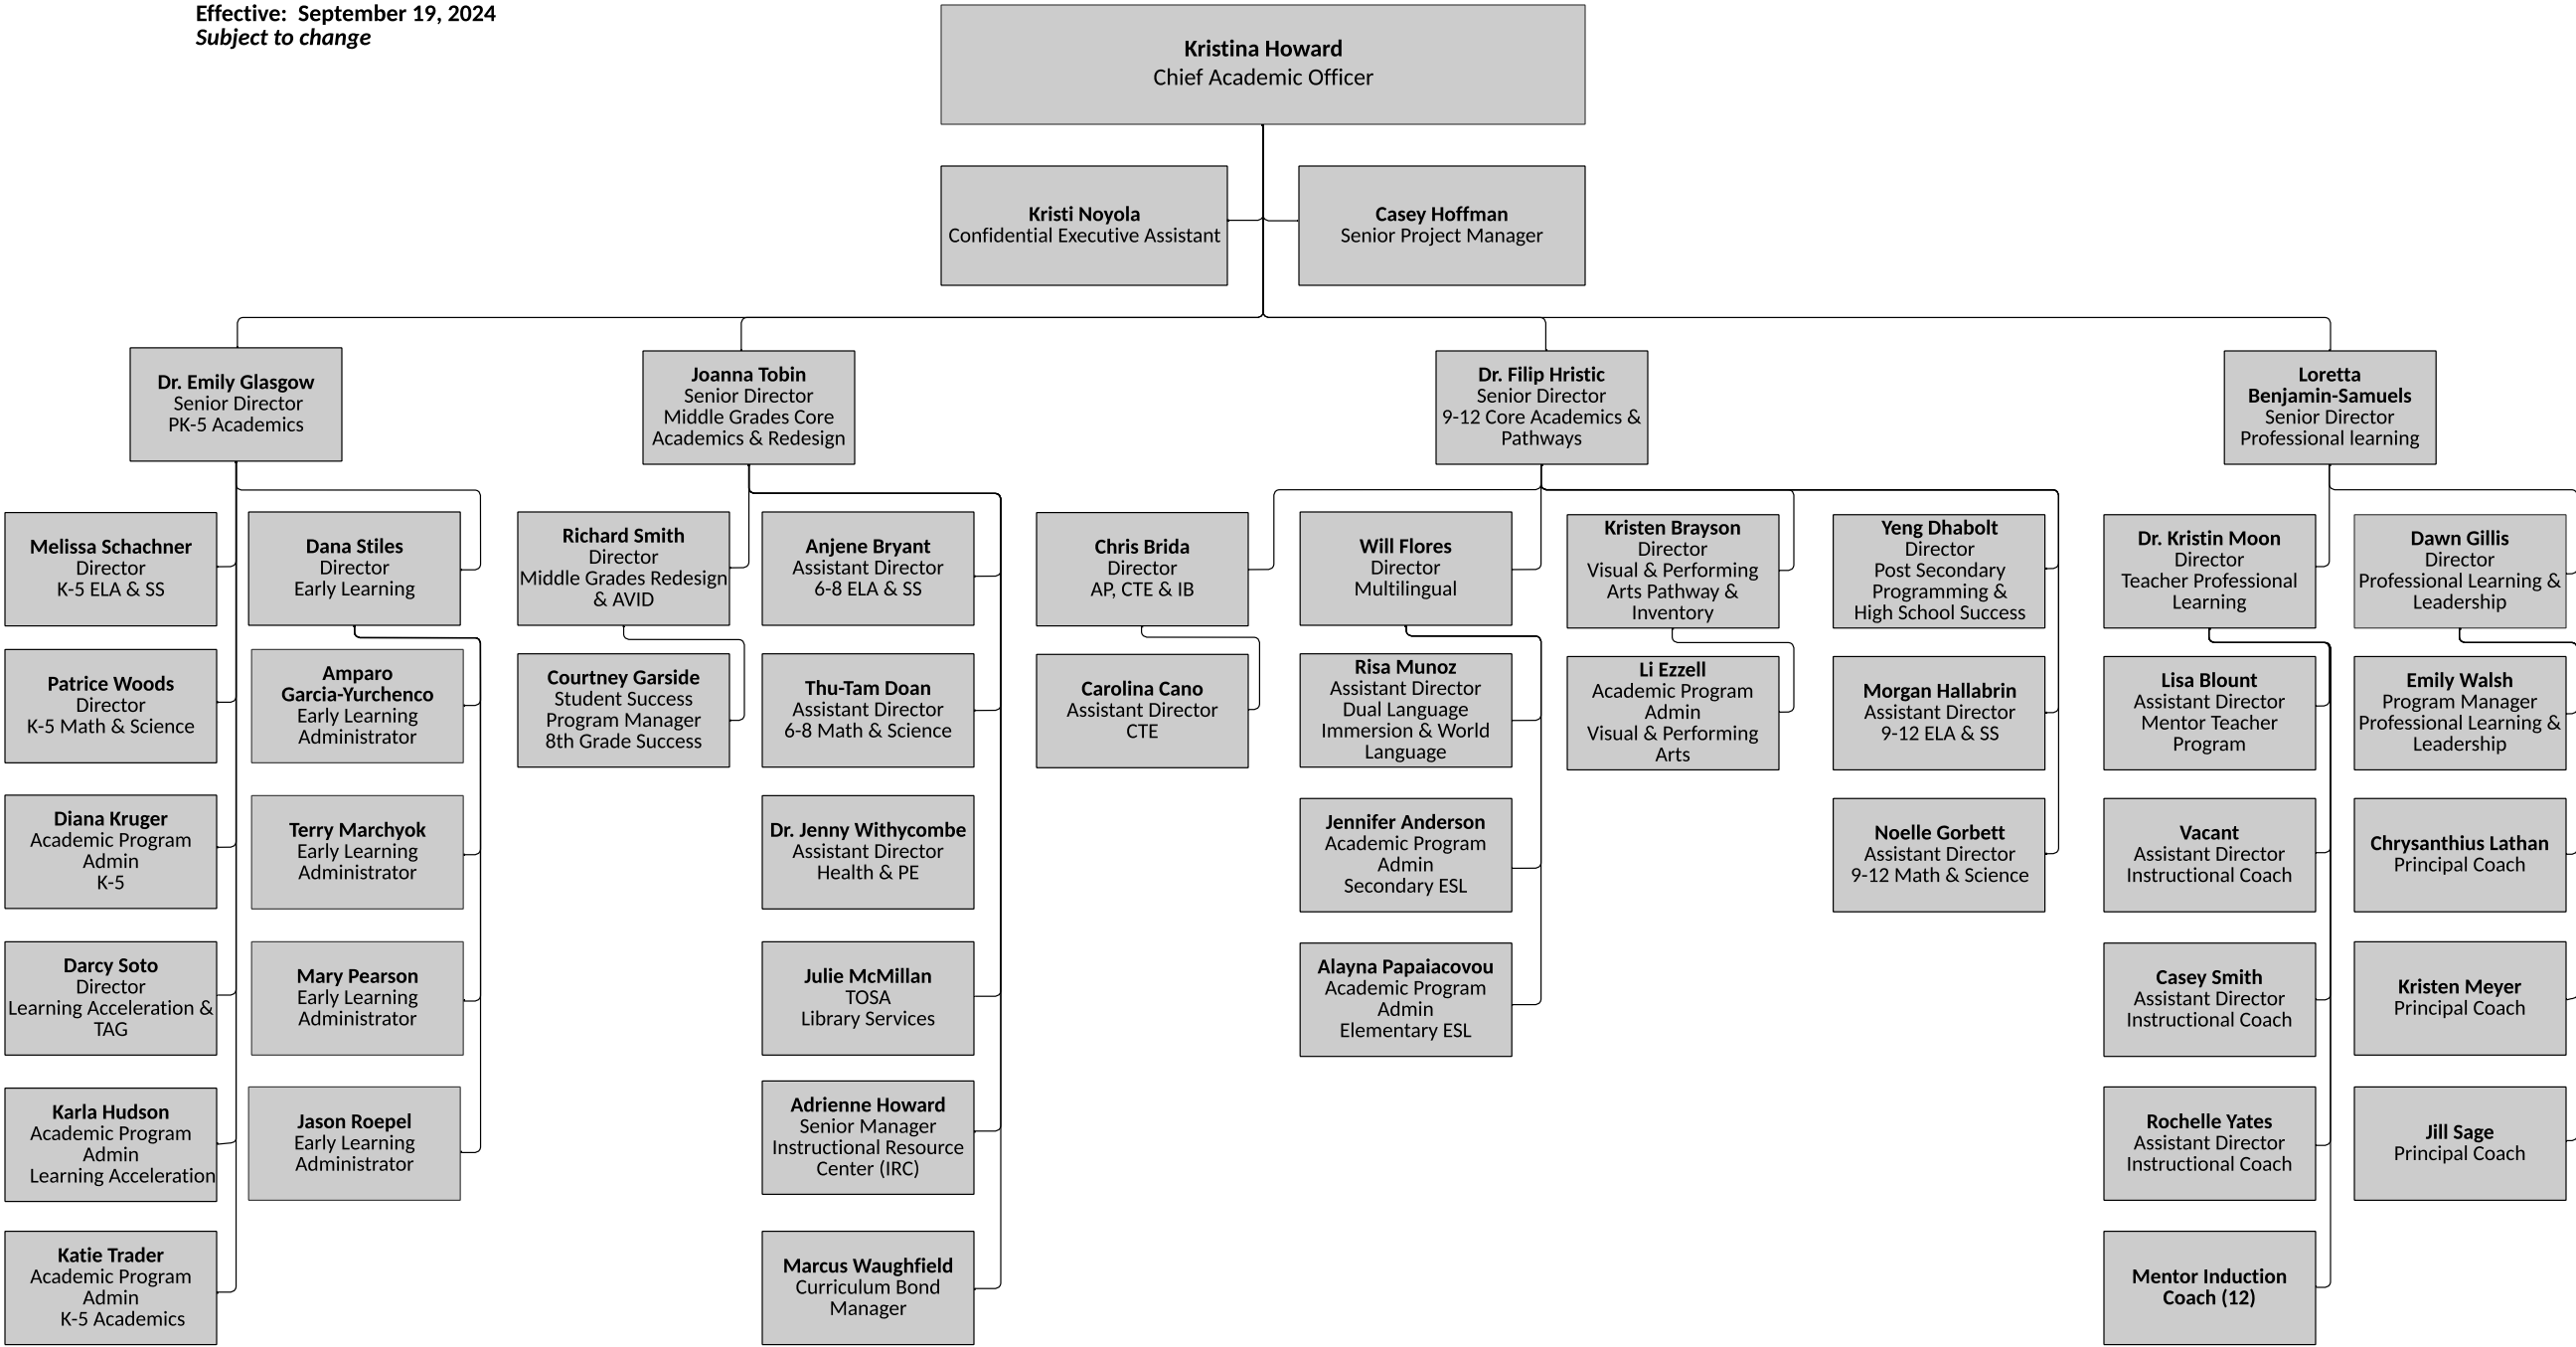 Effective:  September 19, 2024
Subject to change
Kristina Howard
Chief Academic Officer
Kristi Noyola
Confidential Executive Assistant
Casey Hoffman
Senior Project Manager
Dr. Emily Glasgow
Senior Director
PK-5 Academics
Joanna Tobin
Senior Director
Middle Grades Core
Academics & Redesign
Dr. Filip Hristic
Senior Director
9-12 Core Academics &
Pathways
Loretta
Benjamin-Samuels
Senior Director
Professional learning
Melissa Schachner
Director
K-5 ELA & SS
Patrice Woods
Director
K-5 Math & Science
Diana Kruger
Academic Program
Admin
K-5
Darcy Soto
Director
Learning Acceleration &
TAG
Karla Hudson
Academic Program
Admin
Learning Acceleration
Katie Trader
Academic Program
Admin
K-5 Academics
Dana Stiles
Director
Early Learning
Amparo
Garcia-Yurchenco
Early Learning
Administrator
Terry Marchyok
Early Learning
Administrator
Mary Pearson
Early Learning
Administrator
Jason Roepel
Early Learning
Administrator
Richard Smith
Director
Middle Grades Redesign
& AVID
Courtney Garside
Student Success
Program Manager
8th Grade Success
Anjene Bryant
Assistant Director
6-8 ELA & SS
Thu-Tam Doan
Assistant Director
6-8 Math & Science
Dr. Jenny Withycombe
Assistant Director
Health & PE
Julie McMillan
TOSA
Library Services
Adrienne Howard
Senior Manager
Instructional Resource
Center (IRC)
Marcus Waughfield
Curriculum Bond
Manager
Chris Brida
Director
AP, CTE & IB
Carolina Cano
Assistant Director
CTE
Will Flores
Director
Multilingual
Risa Munoz
Assistant Director
Dual Language
Immersion & World
Language
Jennifer Anderson
Academic Program
Admin
Secondary ESL
Alayna Papaiacovou
Academic Program
Admin
Elementary ESL
Kristen Brayson
Director
Visual & Performing
Arts Pathway &
Inventory
Li Ezzell
Academic Program
Admin
Visual & Performing
Arts
Yeng Dhabolt
Director
Post Secondary
Programming &
High School Success
Morgan Hallabrin
Assistant Director
9-12 ELA & SS
Noelle Gorbett
Assistant Director
9-12 Math & Science
Dr. Kristin Moon
Director
Teacher Professional
Learning
Lisa Blount
Assistant Director
Mentor Teacher
Program
Vacant
Assistant Director
Instructional Coach
Casey Smith
Assistant Director
Instructional Coach
Rochelle Yates
Assistant Director
Instructional Coach
Mentor Induction
Coach (12)
Dawn Gillis
Director
Professional Learning &
Leadership
Emily Walsh
Program Manager
Professional Learning &
Leadership
Chrysanthius Lathan
Principal Coach
Kristen Meyer
Principal Coach
Jill Sage
Principal Coach